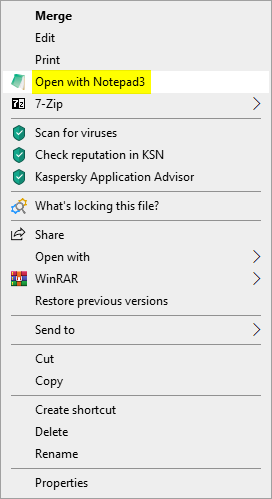 Merge
Edit
Print
Open with Notepad3
7-Zip
Scan for viruses
Check reputation in KSN
Kaspersky Application Advisor
What's locking this file?
Share
Open with
WinRAR
Restore previous versions
Send to
Cut
Copy
Create shortcut
Delete
Rename
Properties